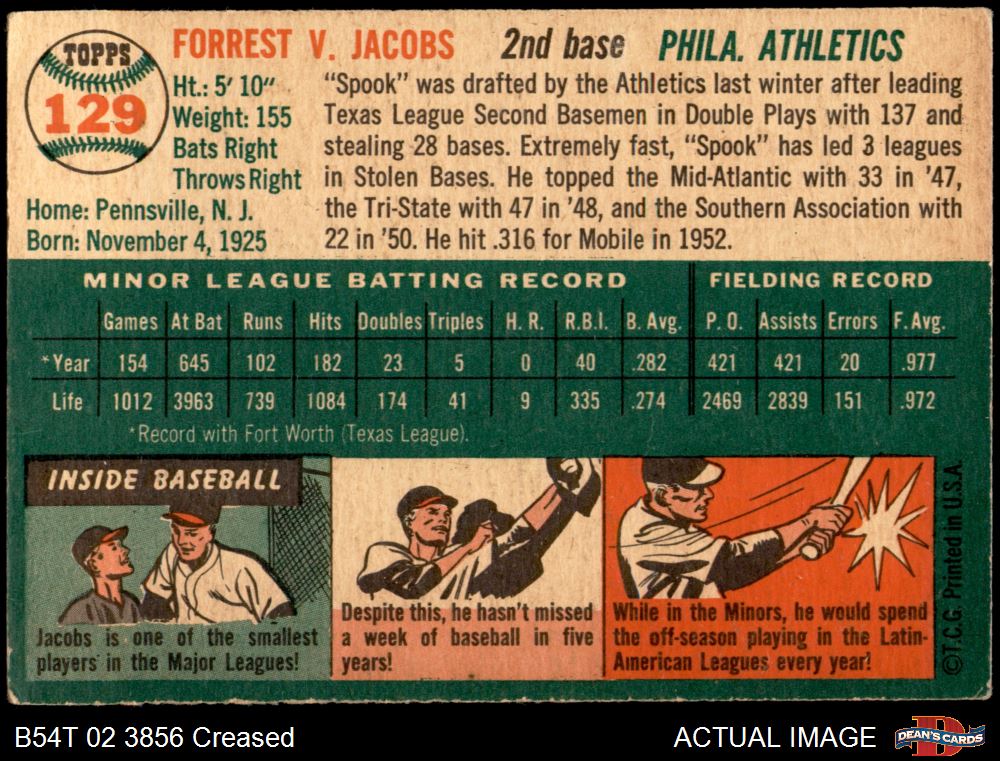 TOPPS
129
FORREST V. JACOBS 2nd base PHILA. ATHLETICS
Ht.: 5' 10"
Weight: 155
Bats Right
Throws Right
Home: Pennsville, N. J.
Born: November 4, 1925
"Spook" was drafted by the Athletics last winter after leading
Texas League Second Basemen in Double Plays with 137 and
stealing 28 bases. Extremely fast, "Spook" has led 3 leagues
in Stolen Bases. He topped the Mid-Atlantic with 33 in '47,
the Tri-State with 47 in '48, and the Southern Association with
22 in '50. He hit .316 for Mobile in 1952.
MINOR LEAGUE BATTING RECORD FIELDING RECORD
Games At Bat Runs Hits Doubles Triples H. R. R.B.I. B. Avg. P. O. Assists Errors F. Avg.
*Year 154 645 102 182 23 5 0 40 .282 421 421 20 .977
Life 1012 3963 739 1084 174 41 9 335 .274 2469 2839 151 .972
*Record with Fort Worth (Texas League).
INSIDE BASEBALL
Jacobs is one of the smallest
players in the Major Leagues!
Despite this, he hasn't missed
a week of baseball in five
years!
While in the Minors, he would spend
the off-season playing in the Latin-
American Leagues every year!
©T.C.G. Printed in U.S.A.
B54T 02 3856 Creased
ACTUAL IMAGE
DEAN'S CARDS